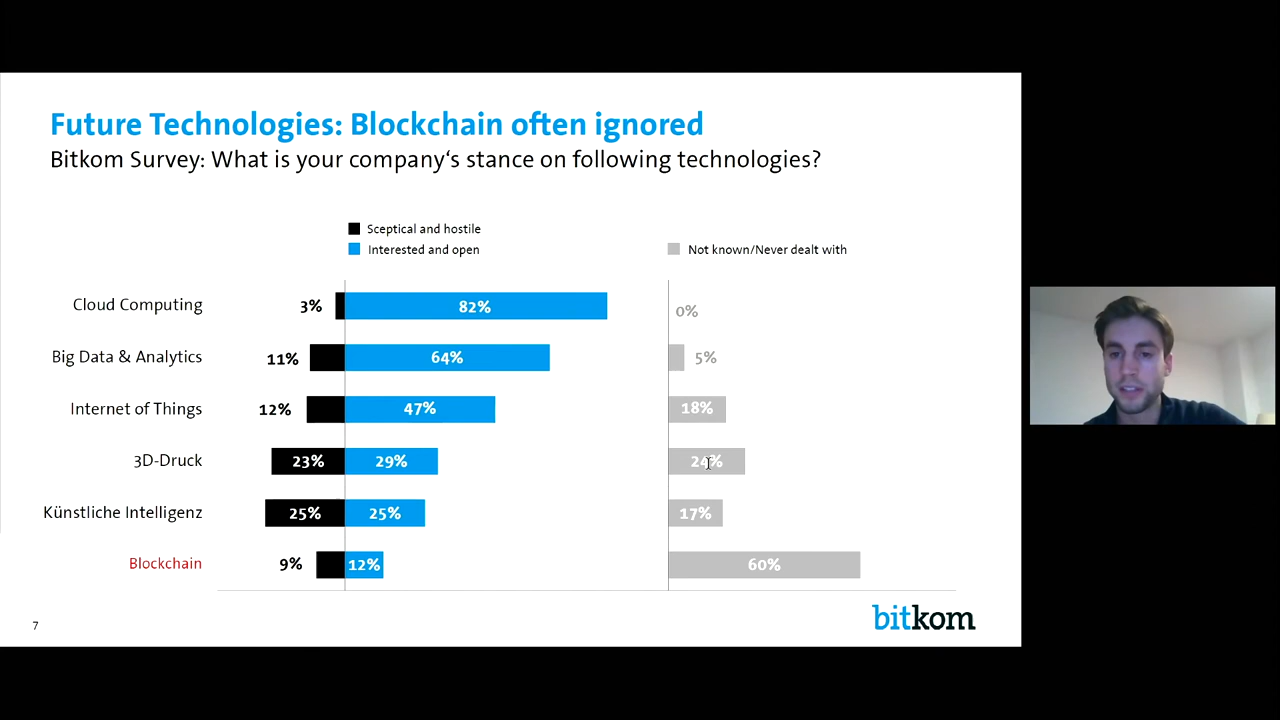 Future Technologies: Blockchain often ignored
Bitkom Survey: What is your company‘s stance on following technologies?
Sceptical and hostile
Interested and open
Not known/Never dealt with
Cloud Computing 3% 82% 0%
Big Data & Analytics 11% 64% 5%
Internet of Things 12% 47% 18%
3D-Druck 23% 29% 24%
Künstliche Intelligenz 25% 25% 17%
Blockchain 9% 12% 60%
7
bitkom